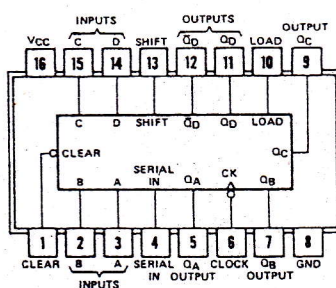 INPUTS OUTPUTS OUTPUT
VCC C D SHIFT Q̅D QD LOAD QC
16 15 14 13 12 11 10 9
C D SHIFT Q̅D QD LOAD
CLEAR QC
SERIAL CK
B A IN QA QB
1 2 3 4 5 6 7 8
CLEAR B A SERIAL QA CLOCK QB GND
INPUTS IN OUTPUT OUTPUT